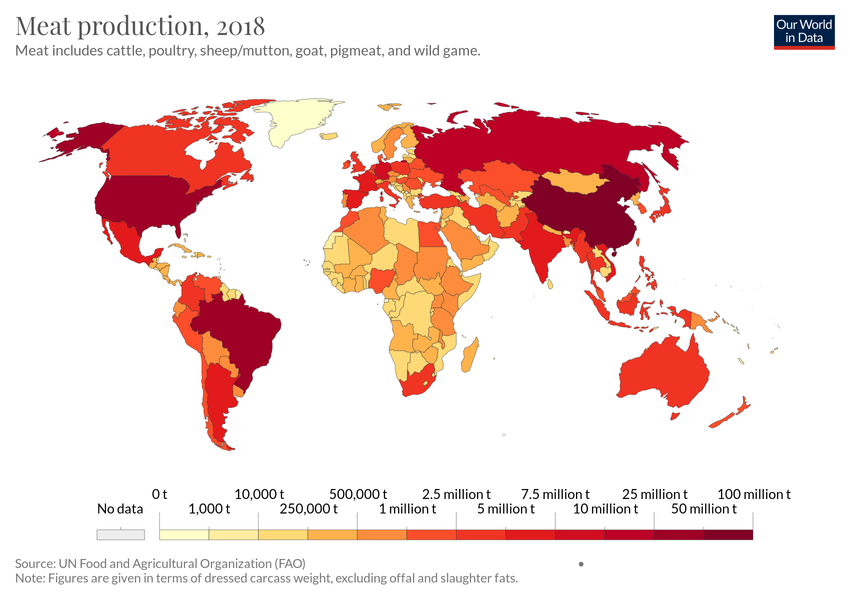 Meat production, 2018
Our World
in Data
Meat includes cattle, poultry, sheep/mutton, goat, pigmeat, and wild game.
0 t 10,000 t 500,000 t 2.5 million t 7.5 million t 25 million t 100 million t
No data 1,000 t 250,000 t 1 million t 5 million t 10 million t 50 million t
Source: UN Food and Agricultural Organization (FAO)
Note: Figures are given in terms of dressed carcass weight, excluding offal and slaughter fats.